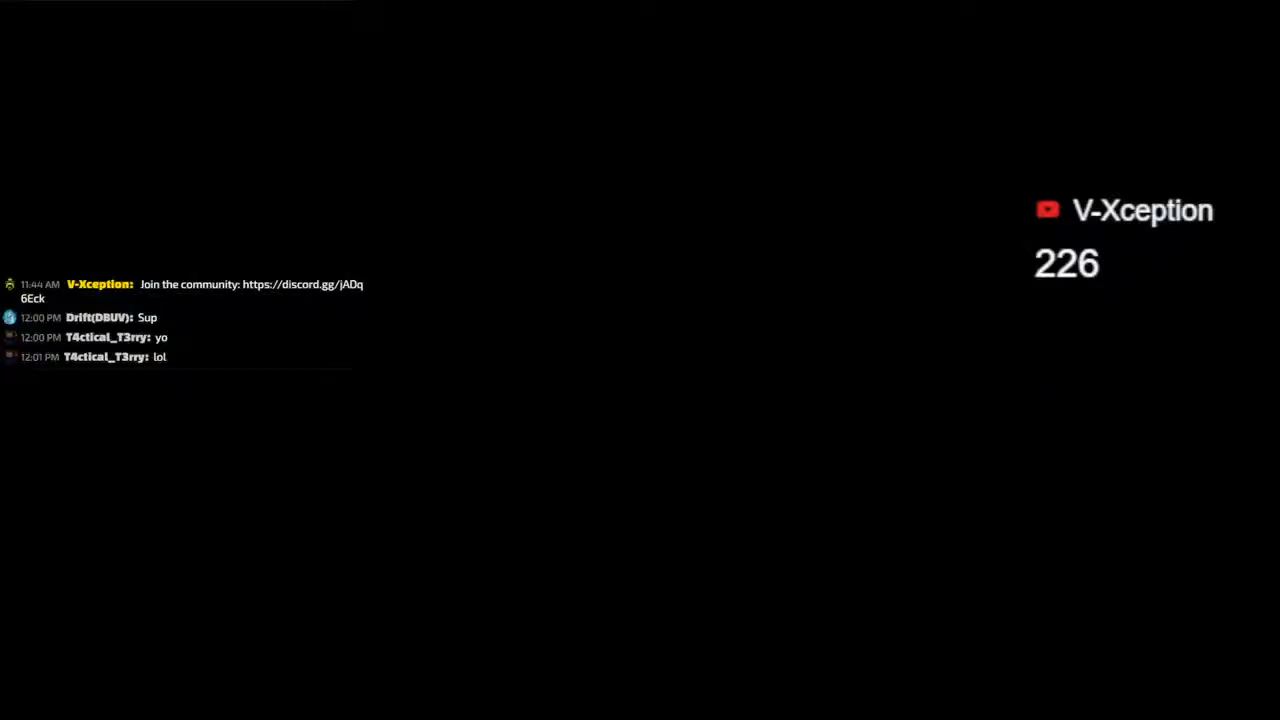 11:44 AM V-Xception: Join the community: https://discord.gg/jADq
6Eck
12:00 PM Drift(DBUV): Sup
12:00 PM T4ctical_T3rry: yo
12:01 PM T4ctical_T3rry: lol
V-Xception
226